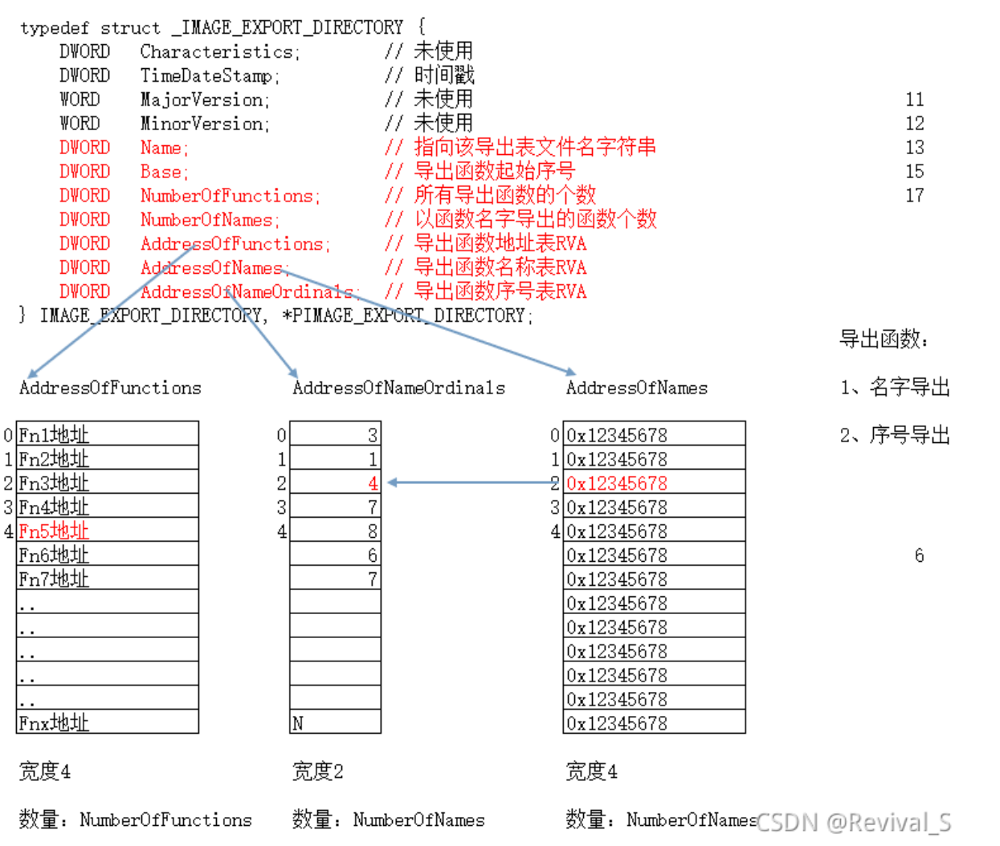 typedef struct _IMAGE_EXPORT_DIRECTORY {
DWORD Characteristics; // 未使用
DWORD TimeDateStamp; // 时间戳
WORD MajorVersion; // 未使用 11
WORD MinorVersion; // 未使用 12
DWORD Name; // 指向该导出表文件名字符串 13
DWORD Base; // 导出函数起始序号 15
DWORD NumberOfFunctions; // 所有导出函数的个数 17
DWORD NumberOfNames; // 以函数名字导出的函数个数
DWORD AddressOfFunctions; // 导出函数地址表RVA
DWORD AddressOfNames; // 导出函数名称表RVA
DWORD AddressOfNameOrdinals; // 导出函数序号表RVA
} IMAGE_EXPORT_DIRECTORY, *PIMAGE_EXPORT_DIRECTORY;
导出函数：
AddressOfFunctions AddressOfNameOrdinals AddressOfNames 1、名字导出
0 Fn1地址 0 3 0 0x12345678 2、序号导出
1 Fn2地址 1 1 1 0x12345678
2 Fn3地址 2 4 2 0x12345678
3 Fn4地址 3 7 3 0x12345678
4 Fn5地址 4 8 4 0x12345678
Fn6地址 6 0x12345678 6
Fn7地址 7 0x12345678
.. 0x12345678
.. 0x12345678
.. 0x12345678
.. 0x12345678
.. 0x12345678
Fnx地址 N 0x12345678
宽度4 宽度2 宽度4
数量：NumberOfFunctions 数量：NumberOfNames 数量：NumberOfNames
CSDN @Revival_S